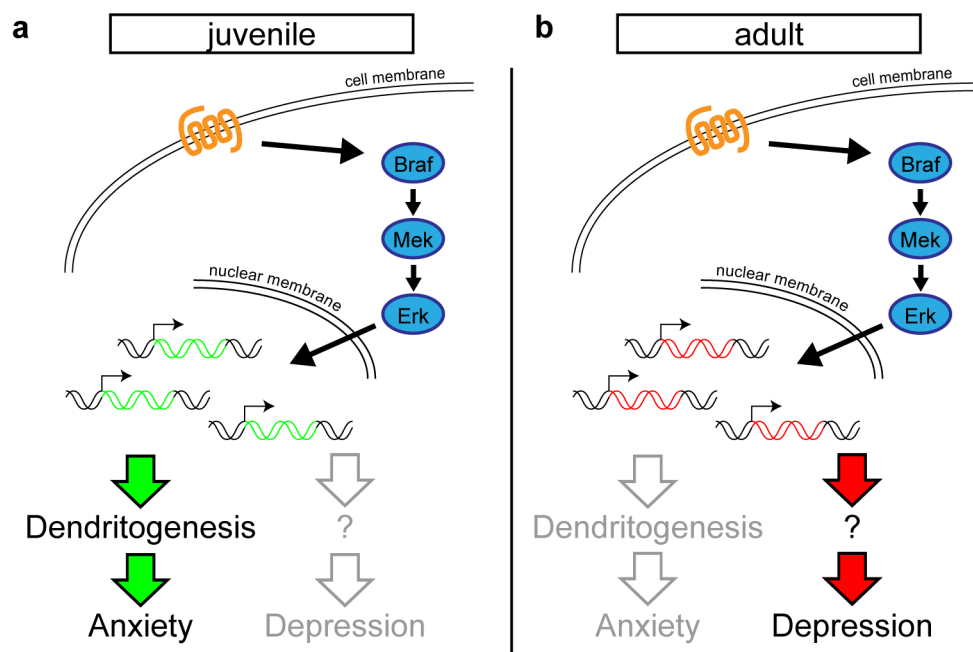 a
juvenile
cell membrane
Braf
Mek
nuclear membrane
Erk
Dendritogenesis
?
Anxiety
Depression
b
adult
cell membrane
Braf
Mek
nuclear membrane
Erk
Dendritogenesis
?
Anxiety
Depression